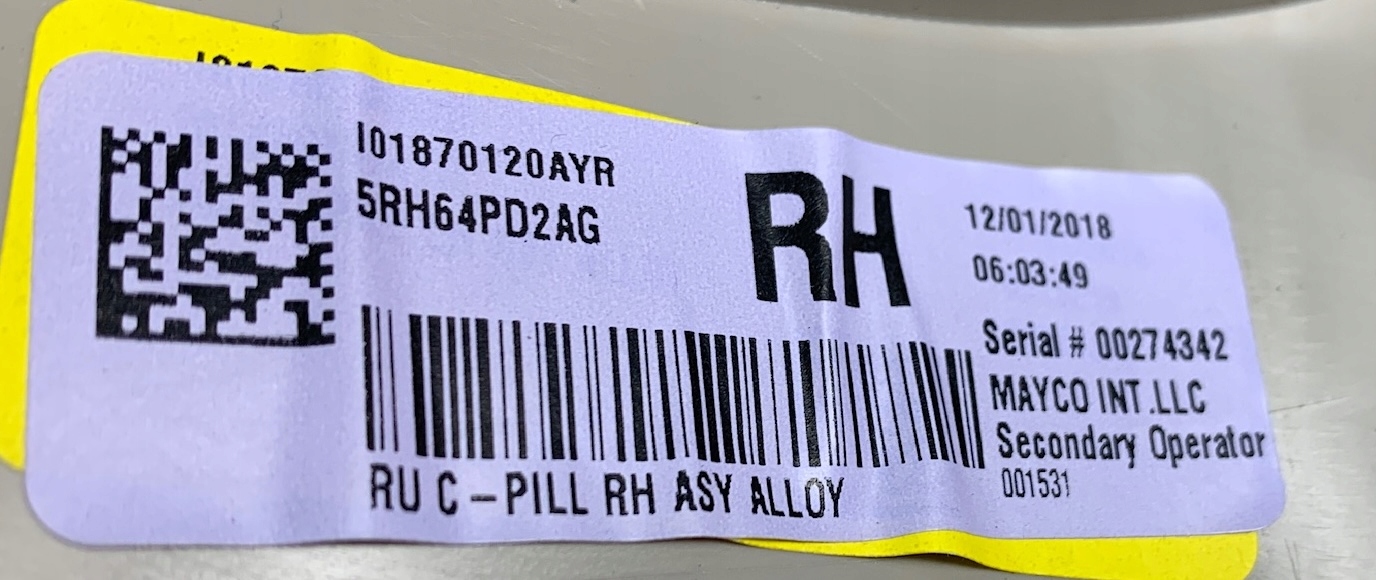 I01870120AYR
5RH64PD2AG
RH
12/01/2018
06:03:49
Serial # 00274342
MAYCO INT .LLC
Secondary Operator
001531
RU C-PILL RH ASY ALLOY